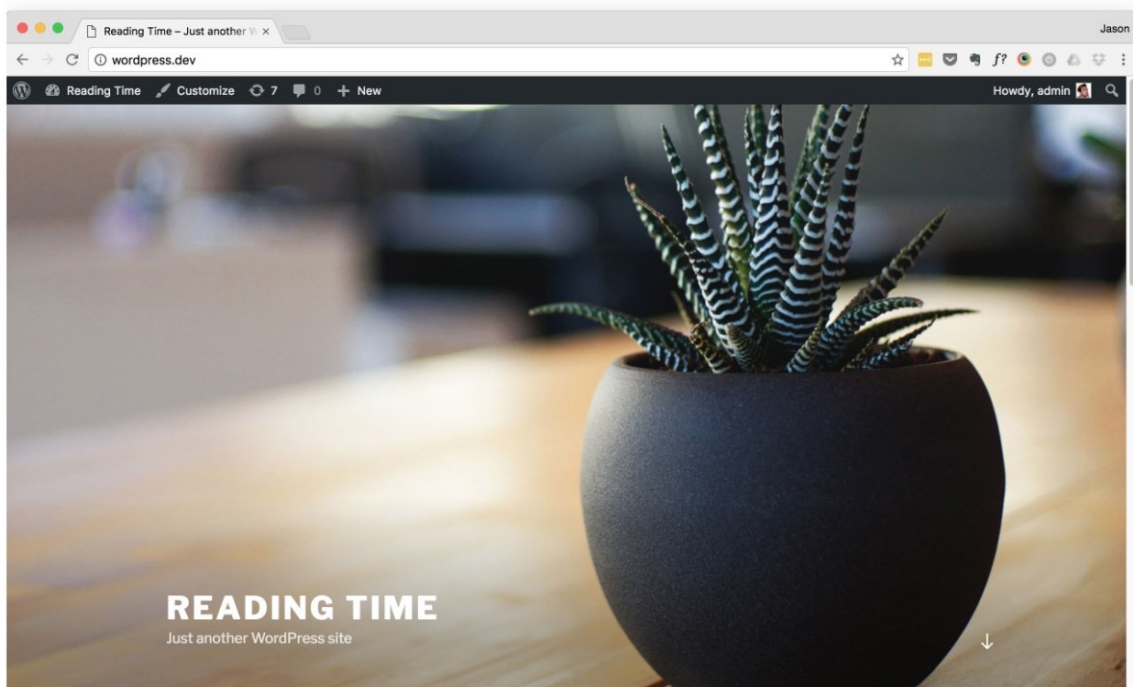 Reading Time – Just another W
Jason
wordpress.dev
f?
Reading Time Customize 7 0 New Howdy, admin
READING TIME
Just another WordPress site